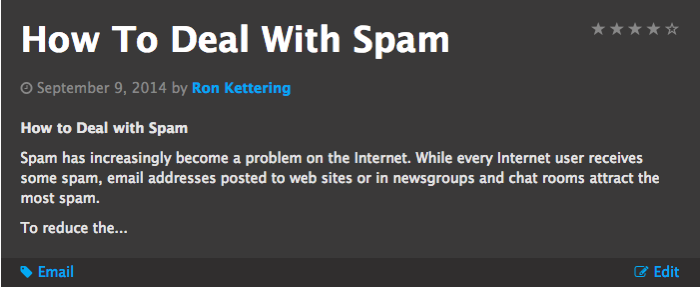 How To Deal With Spam
September 9, 2014 by Ron Kettering
How to Deal with Spam
Spam has increasingly become a problem on the Internet. While every Internet user receives
some spam, email addresses posted to web sites or in newsgroups and chat rooms attract the
most spam.
To reduce the...
Email
Edit